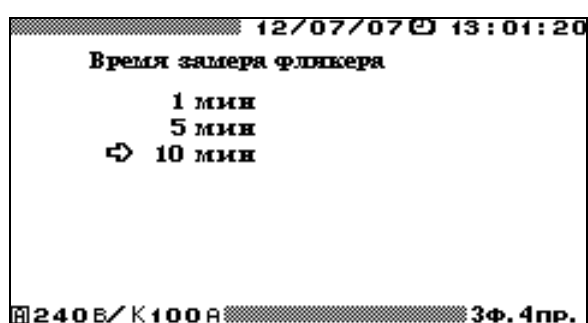 12/07/07 13:01:20
Время замера фликера
1 мин
5 мин
10 мин
A 240В/К100А 3Ф.4пр.